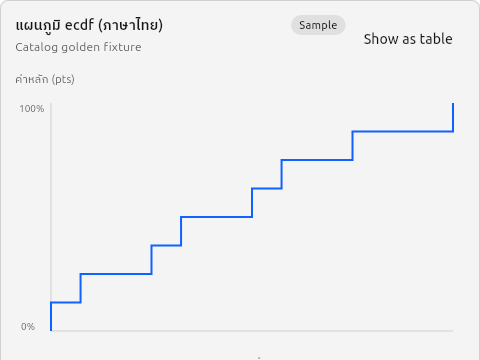 แผนภูมิ ecdf (ภาษาไทย)
Sample
Show as table
Catalog golden fixture
ค่าหลัก (pts)
100%
0%